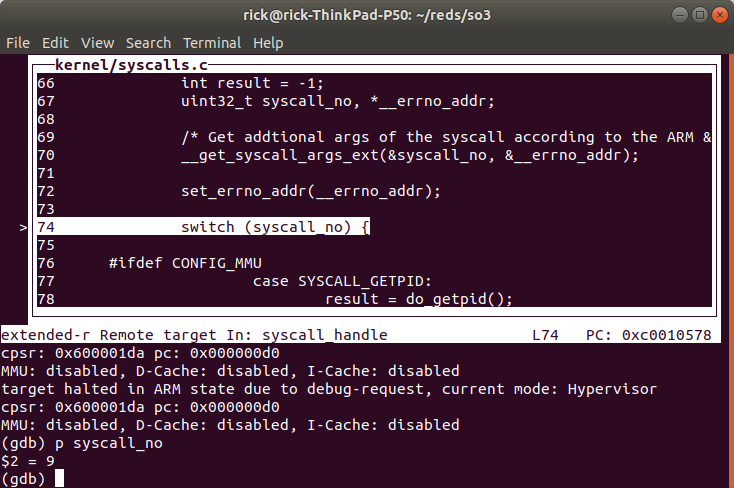 rick@rick-ThinkPad-P50: ~/reds/so3
File Edit View Search Terminal Help
kernel/syscalls.c
66 int result = -1;
67 uint32_t syscall_no, *__errno_addr;
68
69 /* Get addtional args of the syscall according to the ARM &
70 __get_syscall_args_ext(&syscall_no, &__errno_addr);
71
72 set_errno_addr(__errno_addr);
73
> 74 switch (syscall_no) {
75
76 #ifdef CONFIG_MMU
77 case SYSCALL_GETPID:
78 result = do_getpid();
extended-r Remote target In: syscall_handle L74 PC: 0xc0010578
cpsr: 0x600001da pc: 0x000000d0
MMU: disabled, D-Cache: disabled, I-Cache: disabled
target halted in ARM state due to debug-request, current mode: Hypervisor
cpsr: 0x600001da pc: 0x000000d0
MMU: disabled, D-Cache: disabled, I-Cache: disabled
(gdb) p syscall_no
$2 = 9
(gdb)